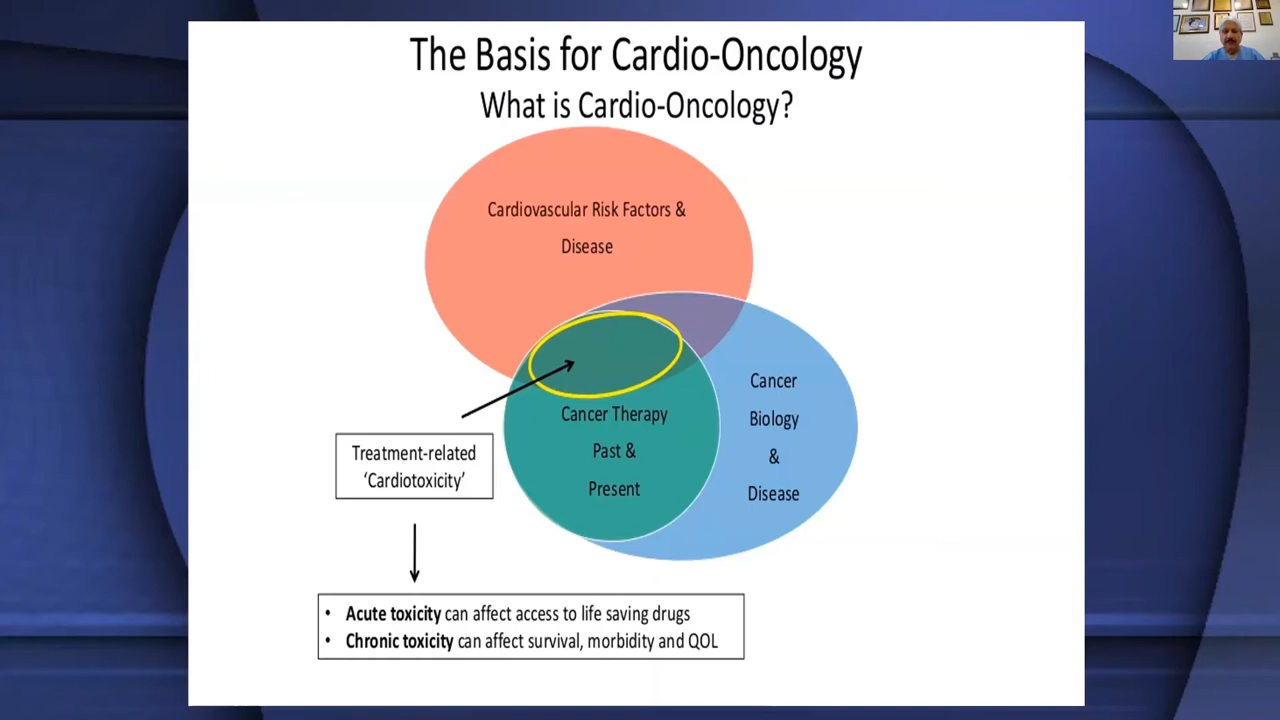 The Basis for Cardio-Oncology
What is Cardio-Oncology?
Cardiovascular Risk Factors &
Disease
Cancer
Biology
&
Disease
Cancer Therapy
Past &
Present
Treatment-related
‘Cardiotoxicity’
• Acute toxicity can affect access to life saving drugs
• Chronic toxicity can affect survival, morbidity and QOL